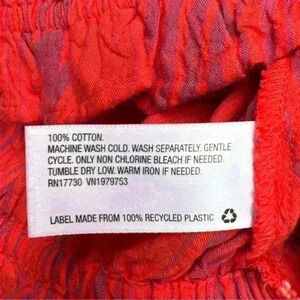 100% COTTON.
MACHINE WASH COLD. WASH SEPARATELY. GENTLE
CYCLE. ONLY NON CHLORINE BLEACH IF NEEDED.
TUMBLE DRY LOW. WARM IRON IF NEEDED.
RN17730 VN1979753
LABEL MADE FROM 100% RECYCLED PLASTIC